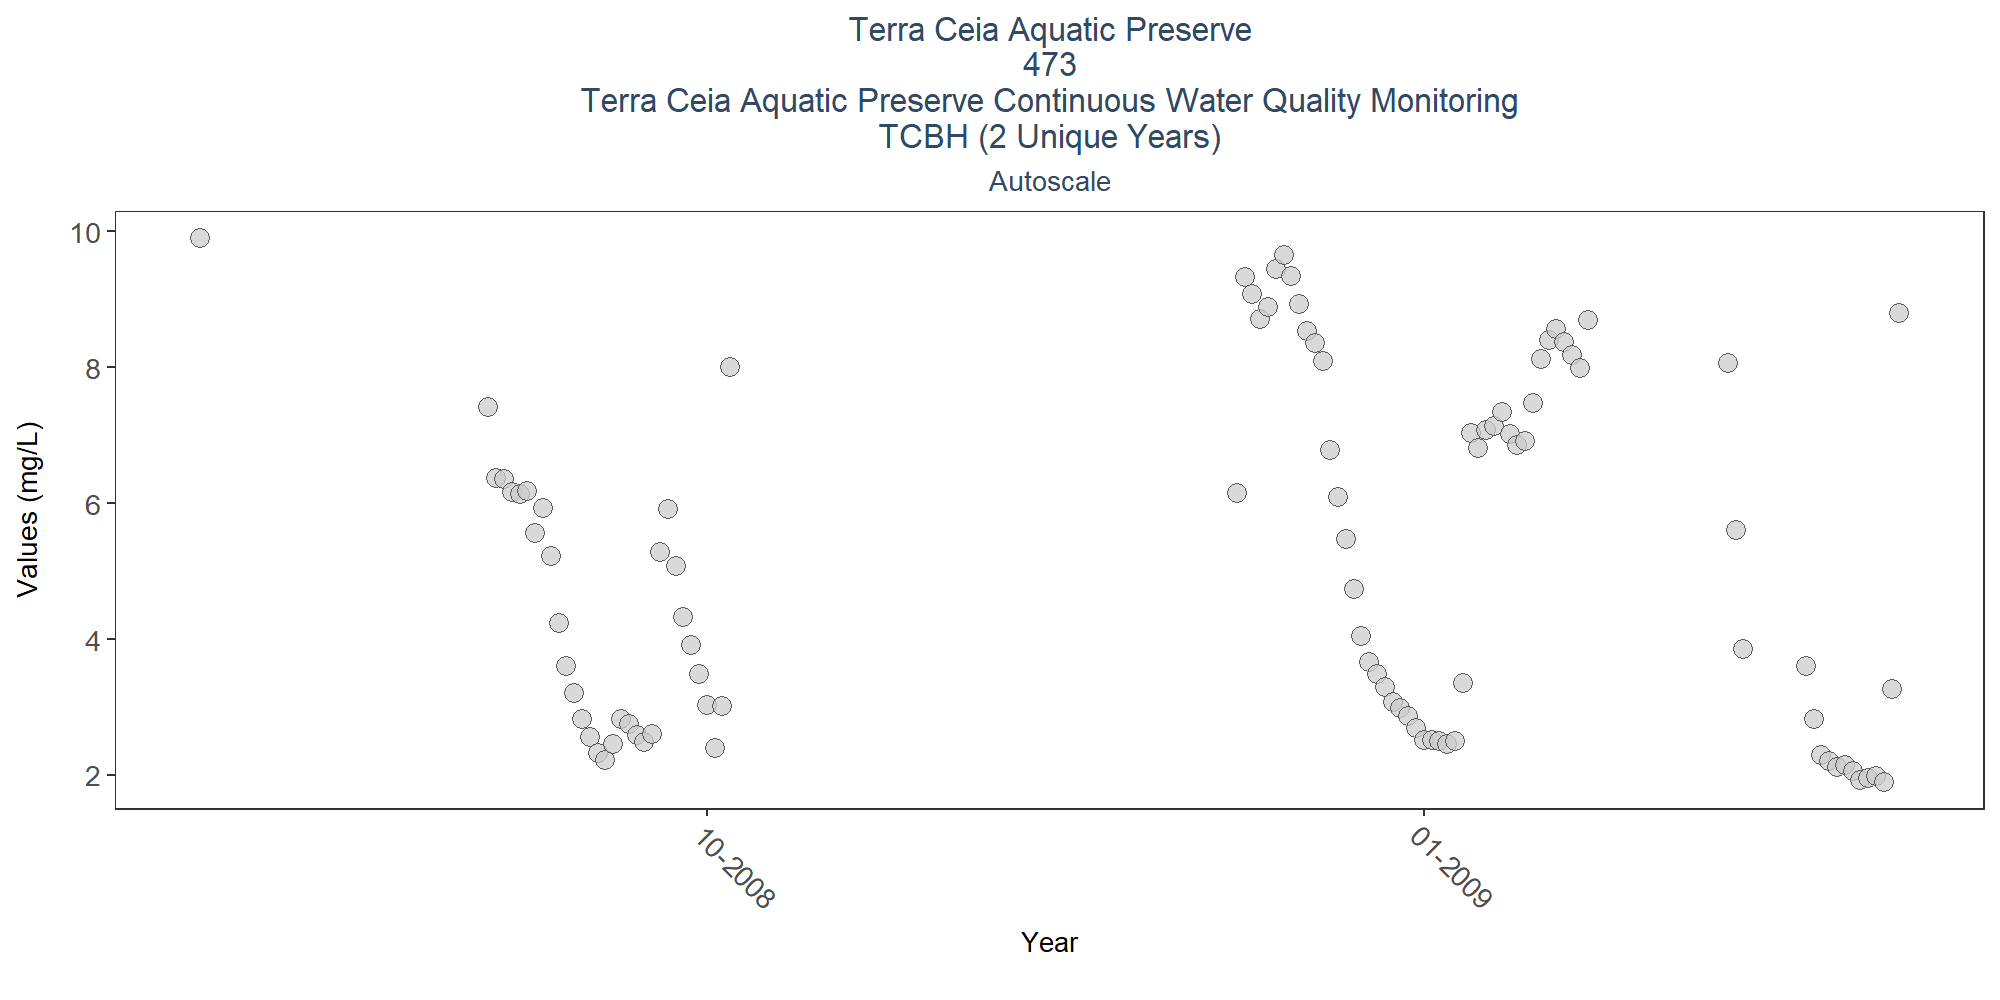 Terra Ceia Aquatic Preserve
473
Terra Ceia Aquatic Preserve Continuous Water Quality Monitoring
TCBH (2 Unique Years)
Autoscale
Values (mg/L)
10
8
6
4
2
10-2008
01-2009
Year